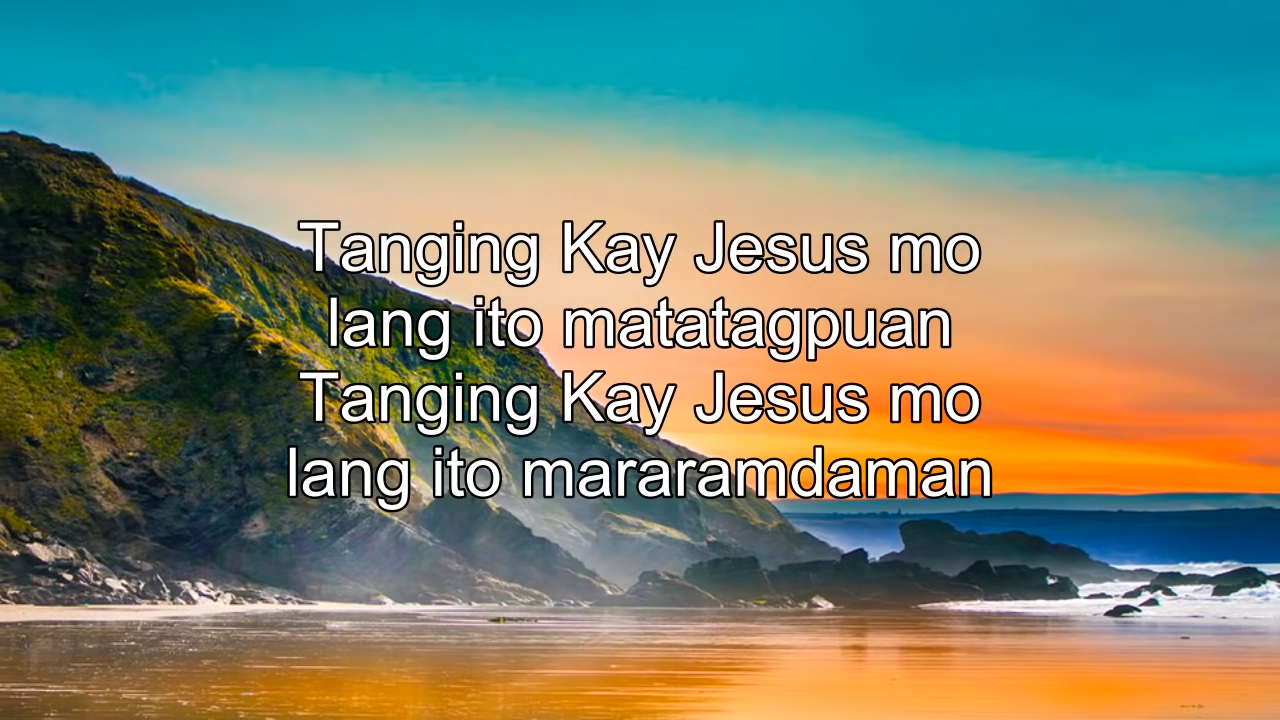 Tanging Kay Jesus mo
lang ito matatagpuan
Tanging Kay Jesus mo
lang ito mararamdaman